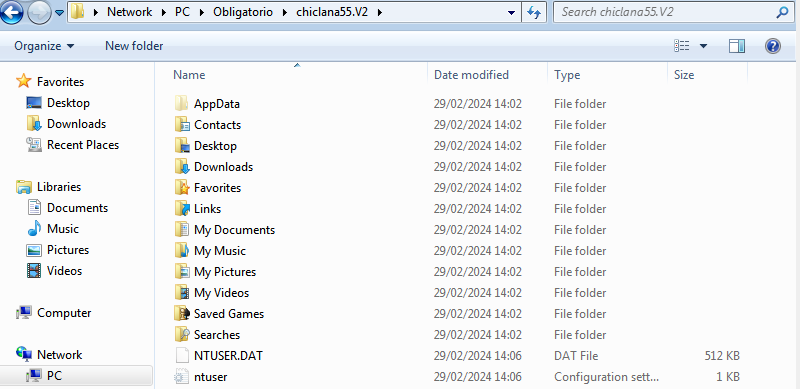 Network PC Obligatorio chiclana55.V2 Search chiclana55.V2
Organize New folder
Name Date modified Type Size
Favorites
Desktop
Downloads
Recent Places
Libraries
Documents
Music
Pictures
Videos
Computer
Network
PC
AppData 29/02/2024 14:02 File folder
Contacts 29/02/2024 14:02 File folder
Desktop 29/02/2024 14:02 File folder
Downloads 29/02/2024 14:02 File folder
Favorites 29/02/2024 14:02 File folder
Links 29/02/2024 14:02 File folder
My Documents 29/02/2024 14:02 File folder
My Music 29/02/2024 14:02 File folder
My Pictures 29/02/2024 14:02 File folder
My Videos 29/02/2024 14:02 File folder
Saved Games 29/02/2024 14:02 File folder
Searches 29/02/2024 14:02 File folder
NTUSER.DAT 29/02/2024 14:06 DAT File 512 KB
ntuser 29/02/2024 14:06 Configuration sett... 1 KB